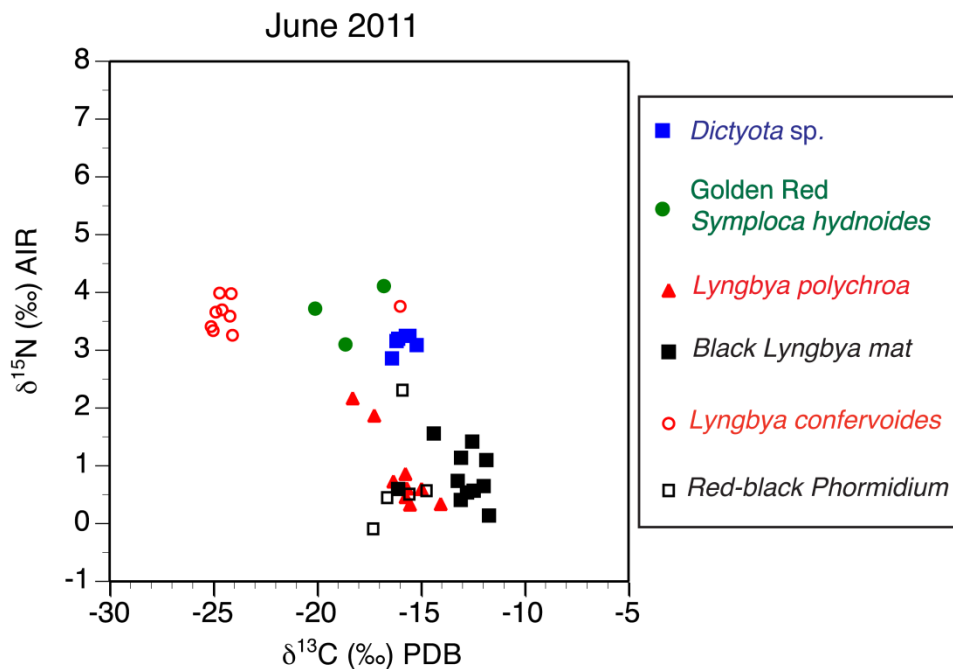 June 2011
8
7
6
5
4
3
2
1
0
-1
δ¹⁵N (‰) AIR
-30 -25 -20 -15 -10 -5
δ¹³C (‰) PDB
Dictyota sp.
Golden Red
Symploca hydnoides
Lyngbya polychroa
Black Lyngbya mat
Lyngbya confervoides
Red-black Phormidium